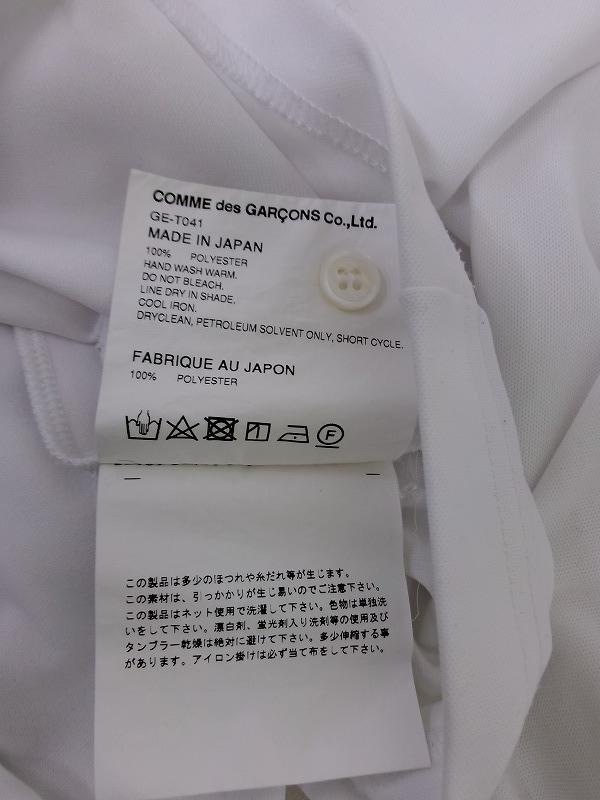 COMME des GARÇONS Co.,Ltd.
GE-T041
MADE IN JAPAN
100% POLYESTER
HAND WASH WARM.
DO NOT BLEACH.
LINE DRY IN SHADE.
COOL IRON.
DRYCLEAN, PETROLEUM SOLVENT ONLY, SHORT CYCLE.
FABRIQUE AU JAPON
100% POLYESTER
F
この製品は多少のほつれや糸だれ等が生じます。
この素材は、引っかかりが生じ易いのでご注意下さい。
この製品はネット使用で洗濯して下さい。色物は単独洗
いをして下さい。漂白剤、蛍光剤入り洗剤等の使用及び
タンブラー乾燥は絶対に避けて下さい。多少伸縮する事
があります。アイロン掛けは必ず当て布をして下さい。